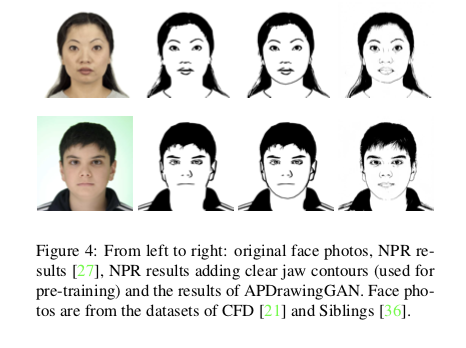 Figure 4: From left to right: original face photos, NPR re-
sults [27], NPR results adding clear jaw contours (used for
pre-training) and the results of APDrawingGAN. Face pho-
tos are from the datasets of CFD [21] and Siblings [36].